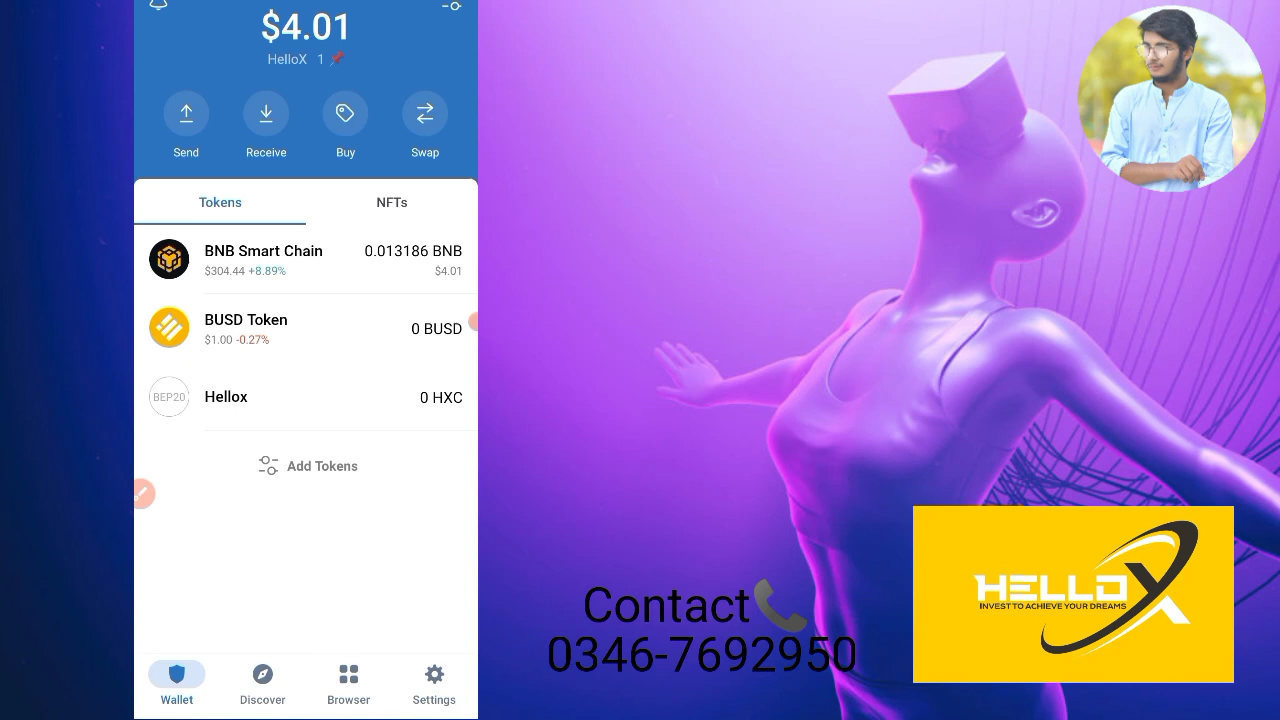 $4.01
HelloX 1 📌
Send
Receive
Buy
Swap
Tokens
NFTs
BNB Smart Chain
0.013186 BNB
$304.44 +8.89%
$4.01
BUSD Token
0 BUSD
$1.00 -0.27%
BEP20
Hellox
0 HXC
Add Tokens
Wallet
Discover
Browser
Settings
Contact📞
0346-7692950
HELLOX
INVEST TO ACHIEVE YOUR DREAMS